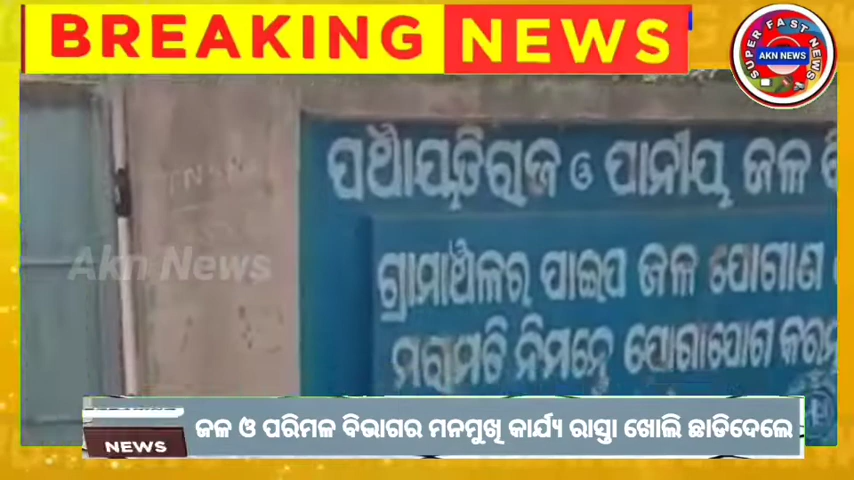 BREAKING NEWS
SUPER FAST NEWS
AKN NEWS
ପଞ୍ଚାୟତିରାଜ ଓ ପାନୀୟ ଜଳ
Akn News
ଗ୍ରାମାଞ୍ଚଳର ପାଇପ ଜଳ ଯୋଗାଣ
ମରାମତି ନିମନ୍ତେ ଯୋଗାଯୋଗ
NEWS
ଜଳ ଓ ପରିମଳ ବିଭାଗର ମନମୁଖି କାର୍ଯ୍ୟ ରାସ୍ତା ଖୋଲି ଛାଡିଦେଲେ